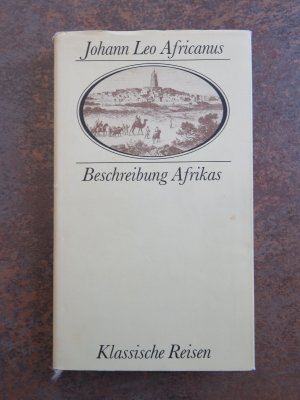 Johann Leo Africanus
Beschreibung Afrikas
Klassische Reisen